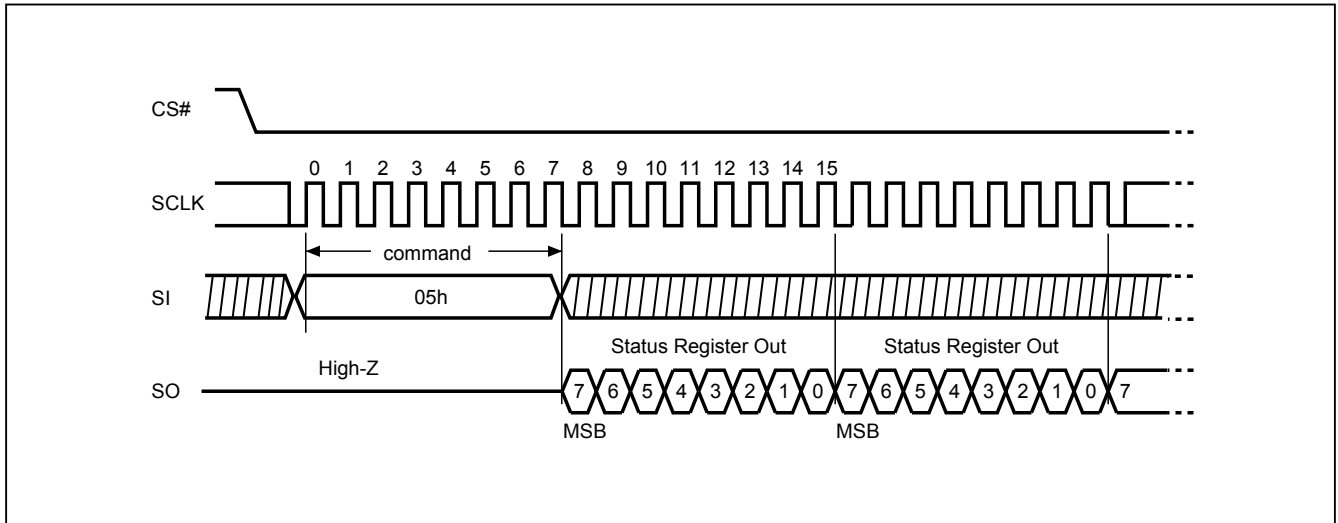 CS#
0 1 2 3 4 5 6 7 8 9 10 11 12 13 14 15
SCLK
command
SI
05h
Status Register Out Status Register Out
High-Z
SO
7 6 5 4 3 2 1 0 7 6 5 4 3 2 1 0 7
MSB MSB